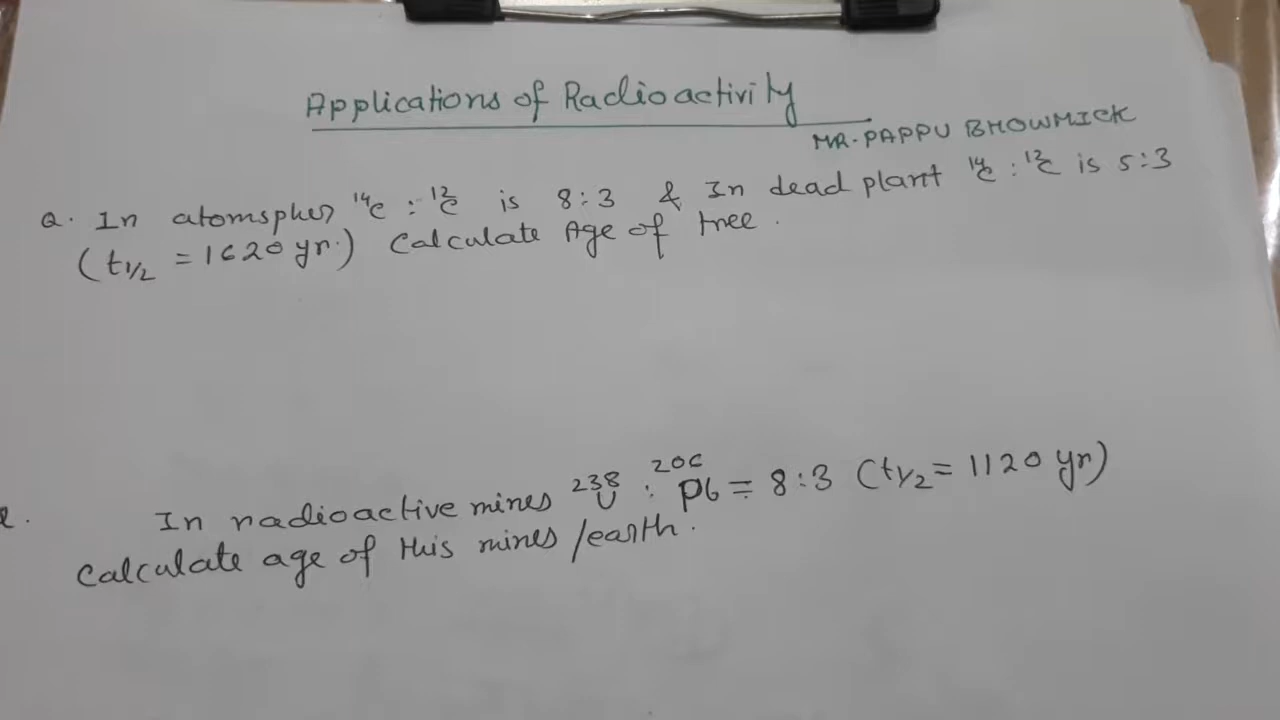 Applications of Radioactivity
MR. PAPPU BHOWMICK
Q. In atomspher ¹⁴C : ¹²C is 8:3 & In dead plant ¹⁴C : ¹²C is 5:3
(t₁/₂ = 1620 yr.) Calculate Age of tree.
In radioactive mines ²³⁸U : ²⁰⁶Pb = 8:3 (t₁/₂ = 1120 yr)
Calculate age of this mines /earth.